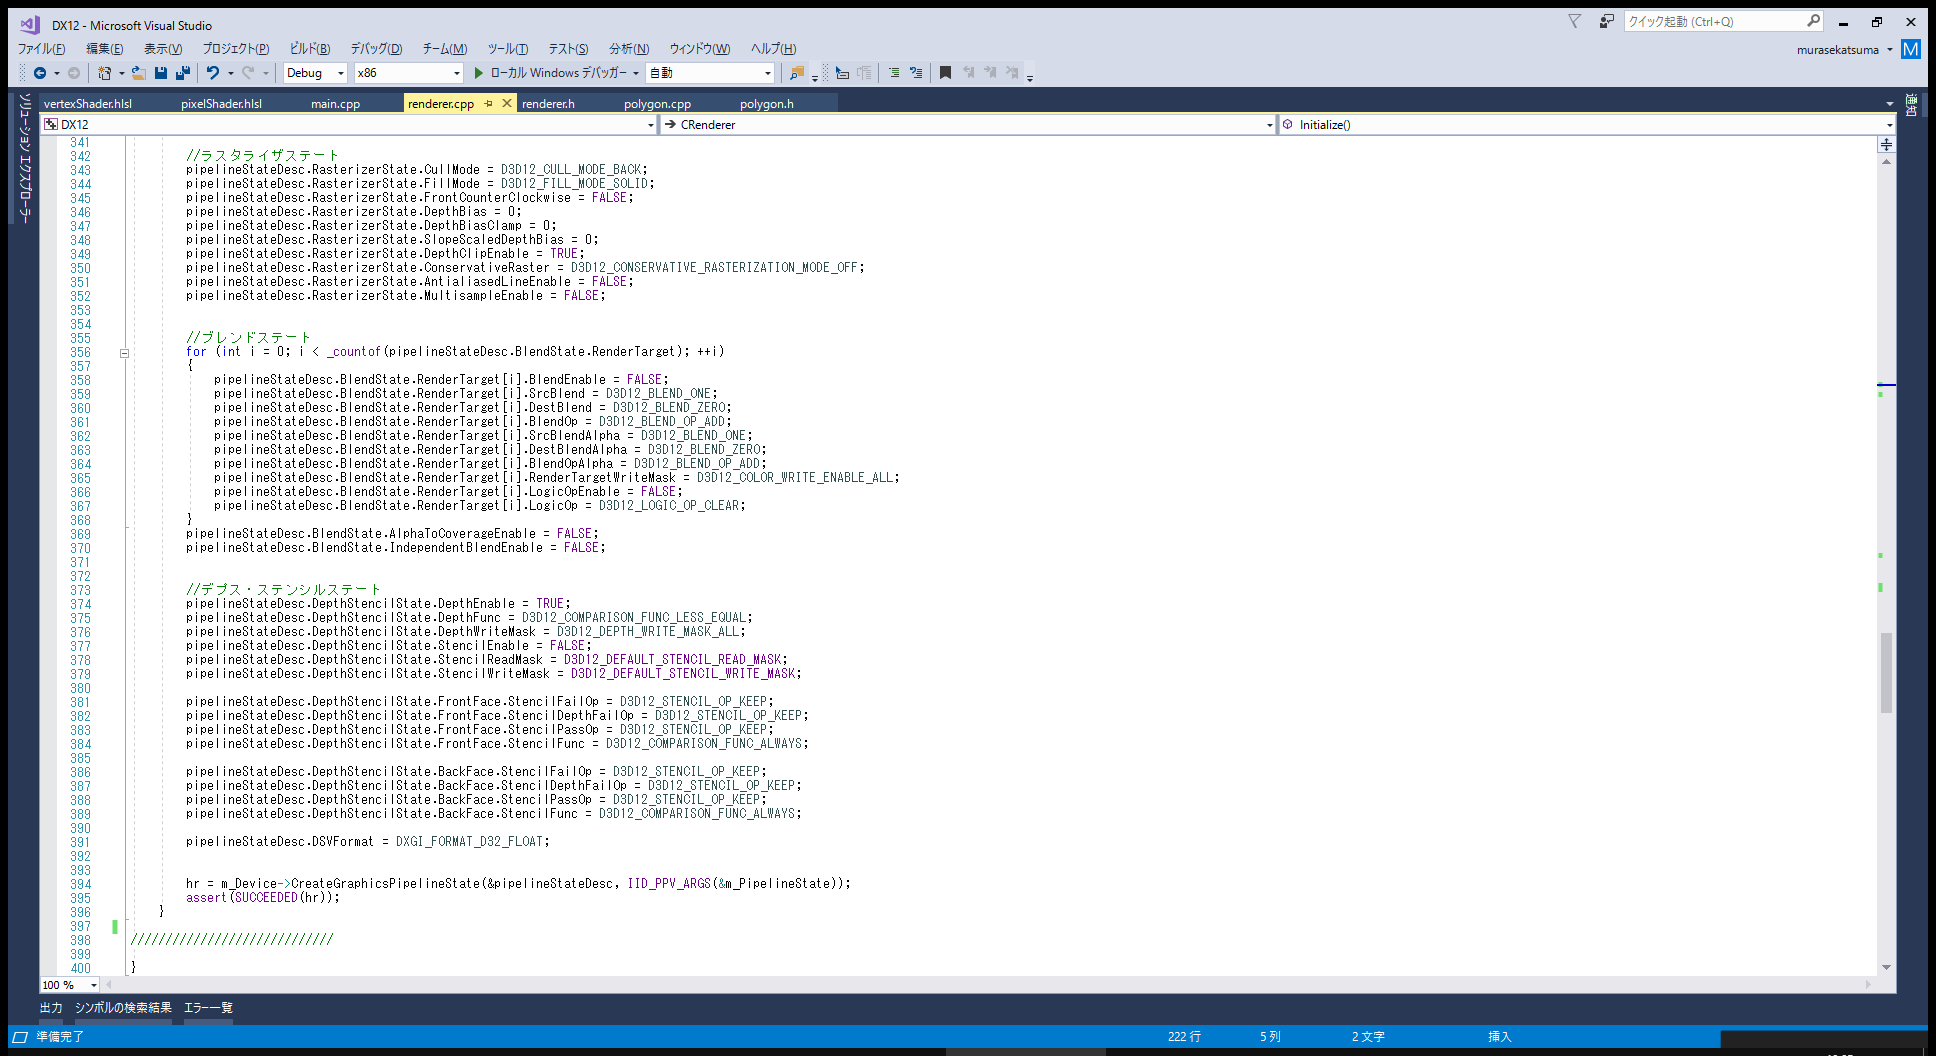 DX12 - Microsoft Visual Studio
クイック起動 (Ctrl+Q)
ファイル(F) 編集(E) 表示(V) プロジェクト(P) ビルド(B) デバッグ(D) チーム(M) ツール(T) テスト(S) 分析(N) ウィンドウ(W) ヘルプ(H)
murasekatsuma M
Debug x86 ローカル Windows デバッガー 自動
ソリューション エクスプローラー
通知
vertexShader.hlsl pixelShader.hlsl main.cpp renderer.cpp renderer.h polygon.cpp polygon.h
DX12 CRenderer Initialize()
341
342 //ラスタライザステート
343 pipelineStateDesc.RasterizerState.CullMode = D3D12_CULL_MODE_BACK;
344 pipelineStateDesc.RasterizerState.FillMode = D3D12_FILL_MODE_SOLID;
345 pipelineStateDesc.RasterizerState.FrontCounterClockwise = FALSE;
346 pipelineStateDesc.RasterizerState.DepthBias = 0;
347 pipelineStateDesc.RasterizerState.DepthBiasClamp = 0;
348 pipelineStateDesc.RasterizerState.SlopeScaledDepthBias = 0;
349 pipelineStateDesc.RasterizerState.DepthClipEnable = TRUE;
350 pipelineStateDesc.RasterizerState.ConservativeRaster = D3D12_CONSERVATIVE_RASTERIZATION_MODE_OFF;
351 pipelineStateDesc.RasterizerState.AntialiasedLineEnable = FALSE;
352 pipelineStateDesc.RasterizerState.MultisampleEnable = FALSE;
353
354
355 //ブレンドステート
356 for (int i = 0; i < _countof(pipelineStateDesc.BlendState.RenderTarget); ++i)
357 {
358 pipelineStateDesc.BlendState.RenderTarget[i].BlendEnable = FALSE;
359 pipelineStateDesc.BlendState.RenderTarget[i].SrcBlend = D3D12_BLEND_ONE;
360 pipelineStateDesc.BlendState.RenderTarget[i].DestBlend = D3D12_BLEND_ZERO;
361 pipelineStateDesc.BlendState.RenderTarget[i].BlendOp = D3D12_BLEND_OP_ADD;
362 pipelineStateDesc.BlendState.RenderTarget[i].SrcBlendAlpha = D3D12_BLEND_ONE;
363 pipelineStateDesc.BlendState.RenderTarget[i].DestBlendAlpha = D3D12_BLEND_ZERO;
364 pipelineStateDesc.BlendState.RenderTarget[i].BlendOpAlpha = D3D12_BLEND_OP_ADD;
365 pipelineStateDesc.BlendState.RenderTarget[i].RenderTargetWriteMask = D3D12_COLOR_WRITE_ENABLE_ALL;
366 pipelineStateDesc.BlendState.RenderTarget[i].LogicOpEnable = FALSE;
367 pipelineStateDesc.BlendState.RenderTarget[i].LogicOp = D3D12_LOGIC_OP_CLEAR;
368 }
369 pipelineStateDesc.BlendState.AlphaToCoverageEnable = FALSE;
370 pipelineStateDesc.BlendState.IndependentBlendEnable = FALSE;
371
372
373 //デプス・ステンシルステート
374 pipelineStateDesc.DepthStencilState.DepthEnable = TRUE;
375 pipelineStateDesc.DepthStencilState.DepthFunc = D3D12_COMPARISON_FUNC_LESS_EQUAL;
376 pipelineStateDesc.DepthStencilState.DepthWriteMask = D3D12_DEPTH_WRITE_MASK_ALL;
377 pipelineStateDesc.DepthStencilState.StencilEnable = FALSE;
378 pipelineStateDesc.DepthStencilState.StencilReadMask = D3D12_DEFAULT_STENCIL_READ_MASK;
379 pipelineStateDesc.DepthStencilState.StencilWriteMask = D3D12_DEFAULT_STENCIL_WRITE_MASK;
380
381 pipelineStateDesc.DepthStencilState.FrontFace.StencilFailOp = D3D12_STENCIL_OP_KEEP;
382 pipelineStateDesc.DepthStencilState.FrontFace.StencilDepthFailOp = D3D12_STENCIL_OP_KEEP;
383 pipelineStateDesc.DepthStencilState.FrontFace.StencilPassOp = D3D12_STENCIL_OP_KEEP;
384 pipelineStateDesc.DepthStencilState.FrontFace.StencilFunc = D3D12_COMPARISON_FUNC_ALWAYS;
385
386 pipelineStateDesc.DepthStencilState.BackFace.StencilFailOp = D3D12_STENCIL_OP_KEEP;
387 pipelineStateDesc.DepthStencilState.BackFace.StencilDepthFailOp = D3D12_STENCIL_OP_KEEP;
388 pipelineStateDesc.DepthStencilState.BackFace.StencilPassOp = D3D12_STENCIL_OP_KEEP;
389 pipelineStateDesc.DepthStencilState.BackFace.StencilFunc = D3D12_COMPARISON_FUNC_ALWAYS;
390
391 pipelineStateDesc.DSVFormat = DXGI_FORMAT_D32_FLOAT;
392
393
394 hr = m_Device->CreateGraphicsPipelineState(&pipelineStateDesc, IID_PPV_ARGS(&m_PipelineState));
395 assert(SUCCEEDED(hr));
396 }
397
398 /////////////////////////////
399
400 }
100 %
出力 シンボルの検索結果 エラー一覧
準備完了 222 行 5 列 2 文字 挿入